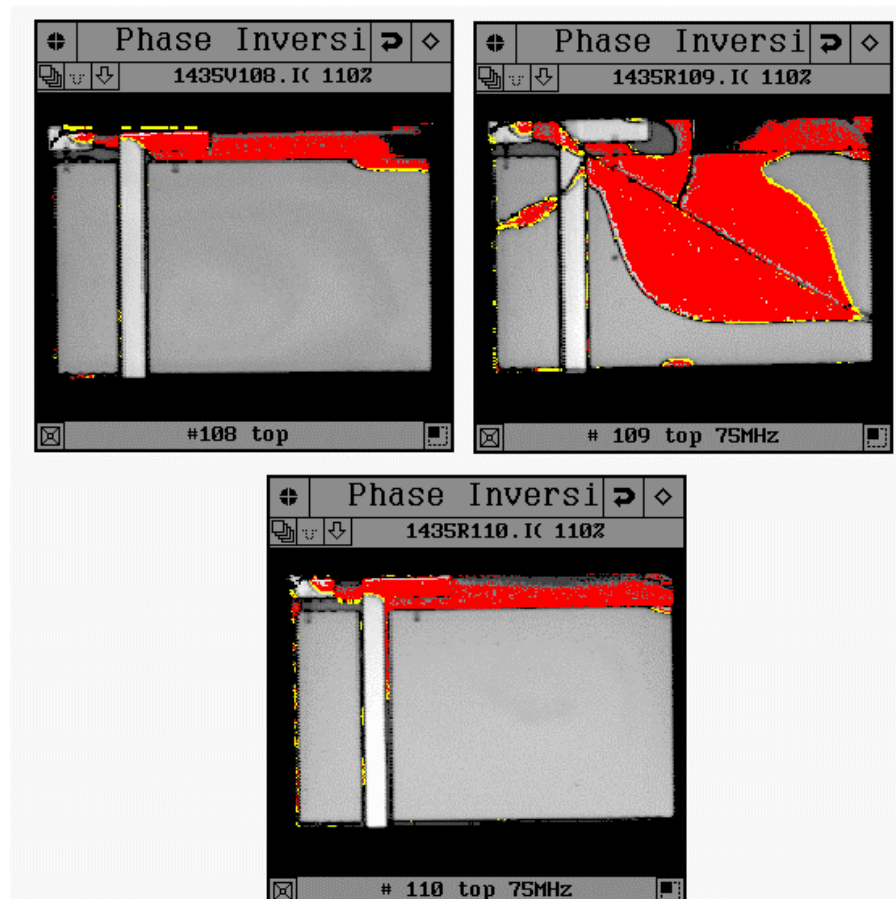 Phase Inversi
1435V108.I( 110%
#108 top
Phase Inversi
1435R109.I( 110%
# 109 top 75MHz
Phase Inversi
1435R110.I( 110%
# 110 top 75MHz